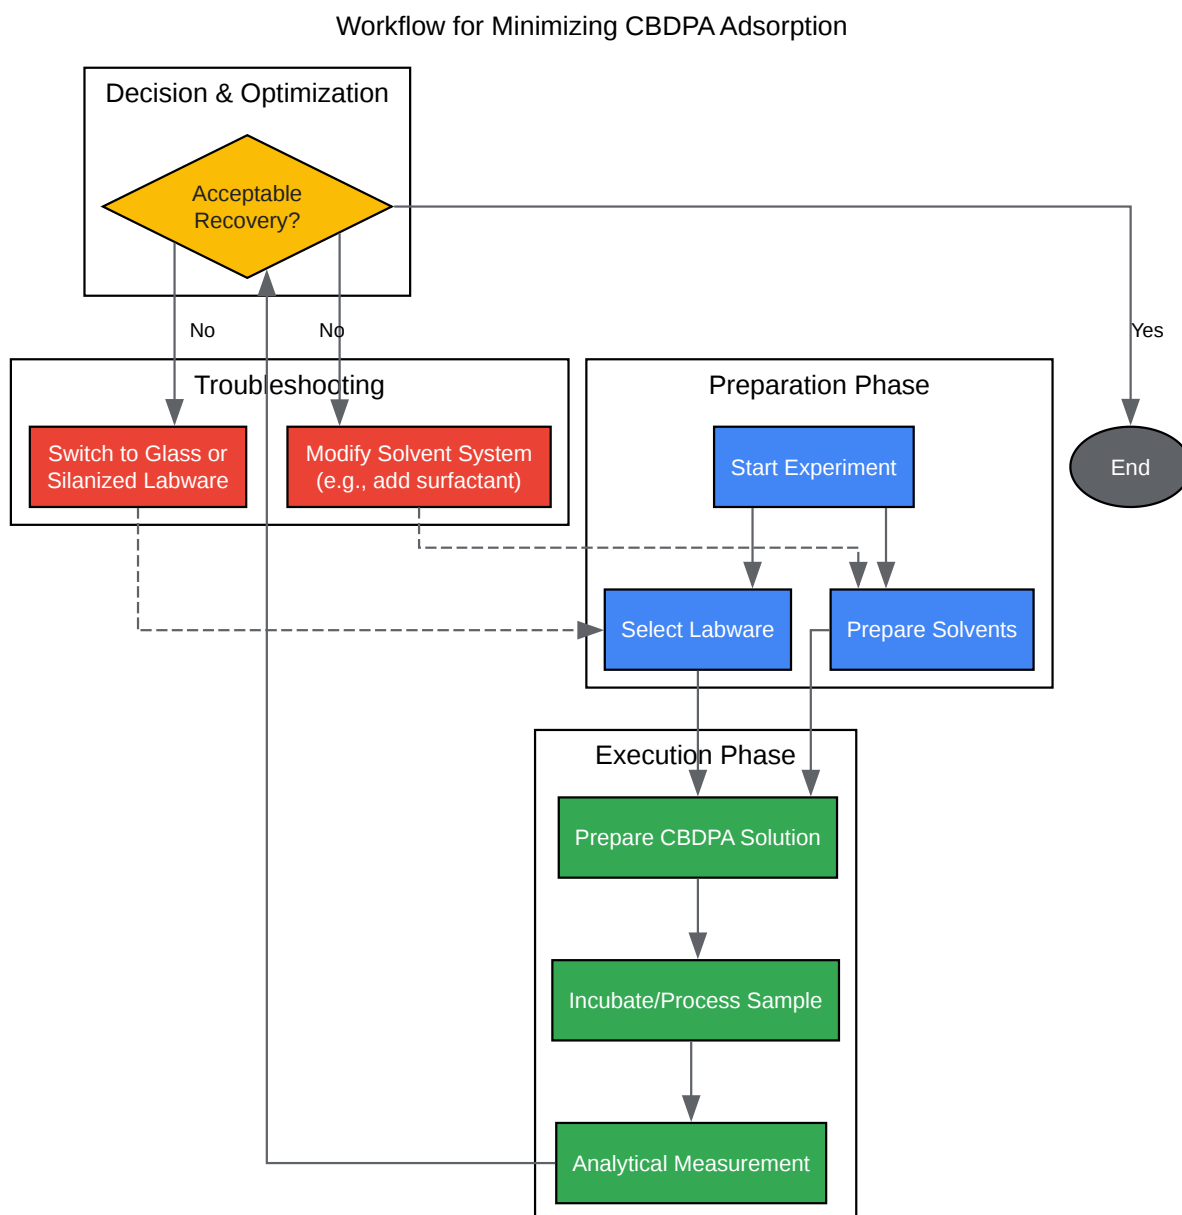 Workflow for Minimizing CBDPA Adsorption
Decision & Optimization
Acceptable
Recovery?
No
No
Yes
Troubleshooting
Preparation Phase
Switch to Glass or
Silanized Labware
Modify Solvent System
(e.g., add surfactant)
Start Experiment
End
Select Labware
Prepare Solvents
Execution Phase
Prepare CBDPA Solution
Incubate/Process Sample
Analytical Measurement